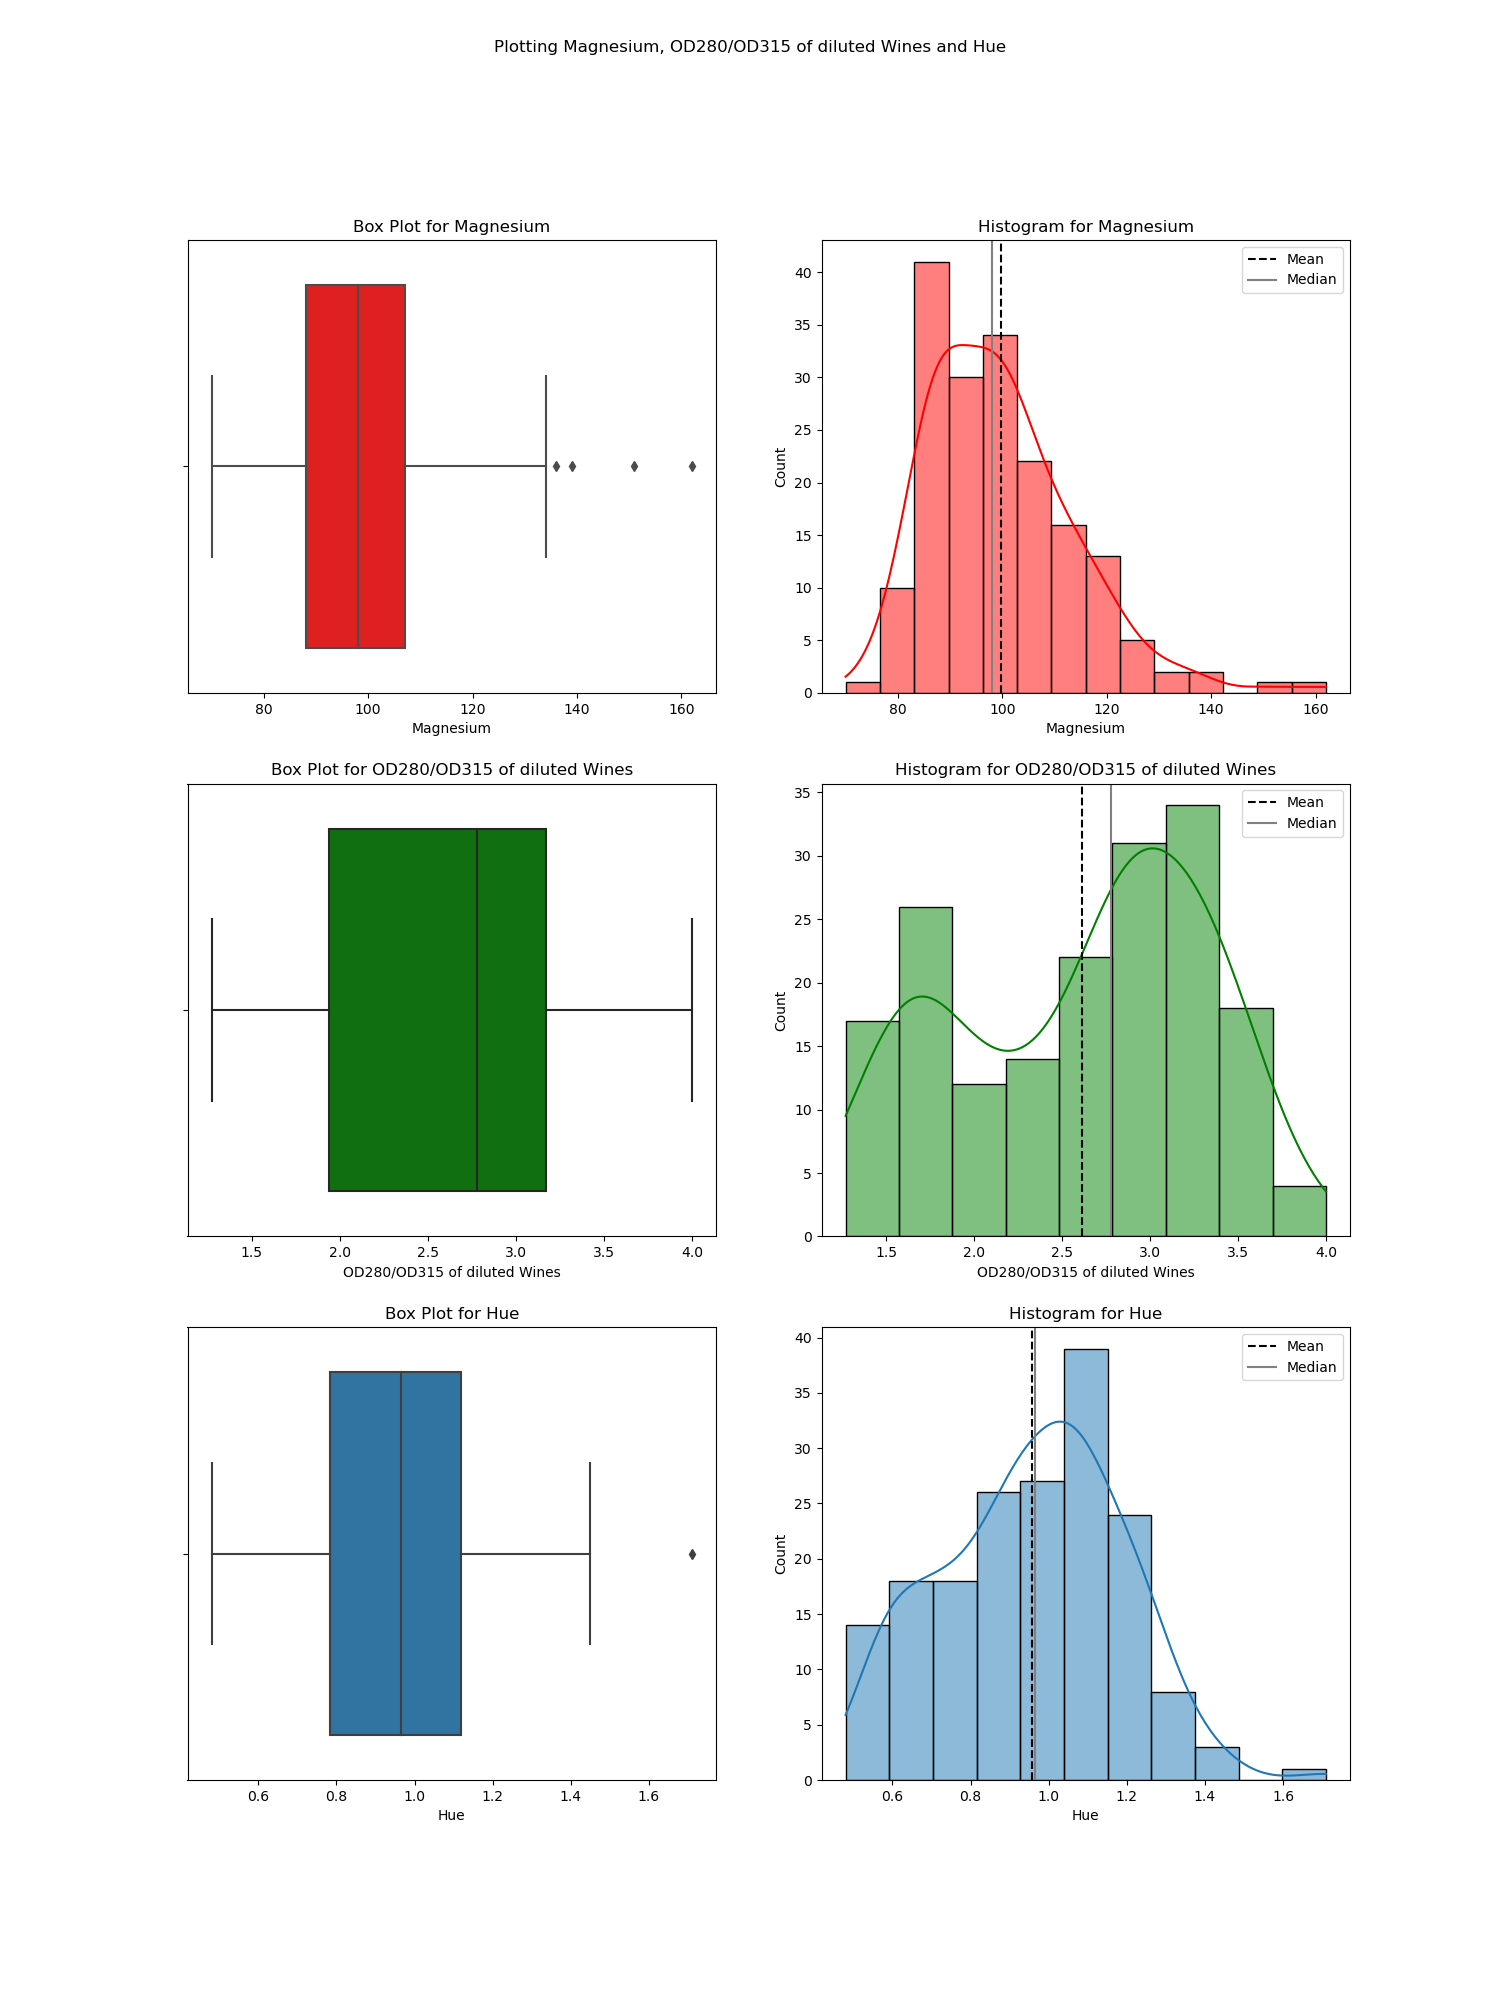 Plotting Magnesium, OD280/OD315 of diluted Wines and Hue
Box Plot for Magnesium
80 100 120 140 160
Magnesium
Histogram for Magnesium
Mean
Median
40
35
30
25
20
15
10
5
0
Count
80 100 120 140 160
Magnesium
Box Plot for OD280/OD315 of diluted Wines
1.5 2.0 2.5 3.0 3.5 4.0
OD280/OD315 of diluted Wines
Histogram for OD280/OD315 of diluted Wines
Mean
Median
35
30
25
20
15
10
5
0
Count
1.5 2.0 2.5 3.0 3.5 4.0
OD280/OD315 of diluted Wines
Box Plot for Hue
0.6 0.8 1.0 1.2 1.4 1.6
Hue
Histogram for Hue
Mean
Median
40
35
30
25
20
15
10
5
0
Count
0.6 0.8 1.0 1.2 1.4 1.6
Hue